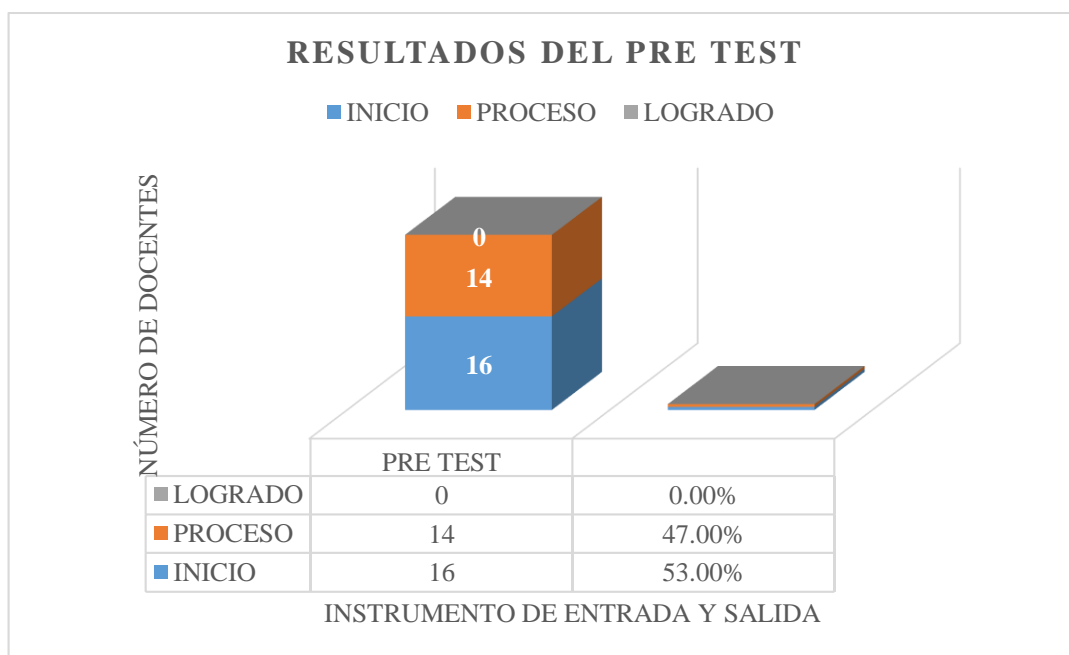 RESULTADOS DEL PRE TEST
INICIO PROCESO LOGRADO
NÚMERO DE DOCENTES
0
14
16
PRE TEST
LOGRADO 0 0.00%
PROCESO 14 47.00%
INICIO 16 53.00%
INSTRUMENTO DE ENTRADA Y SALIDA